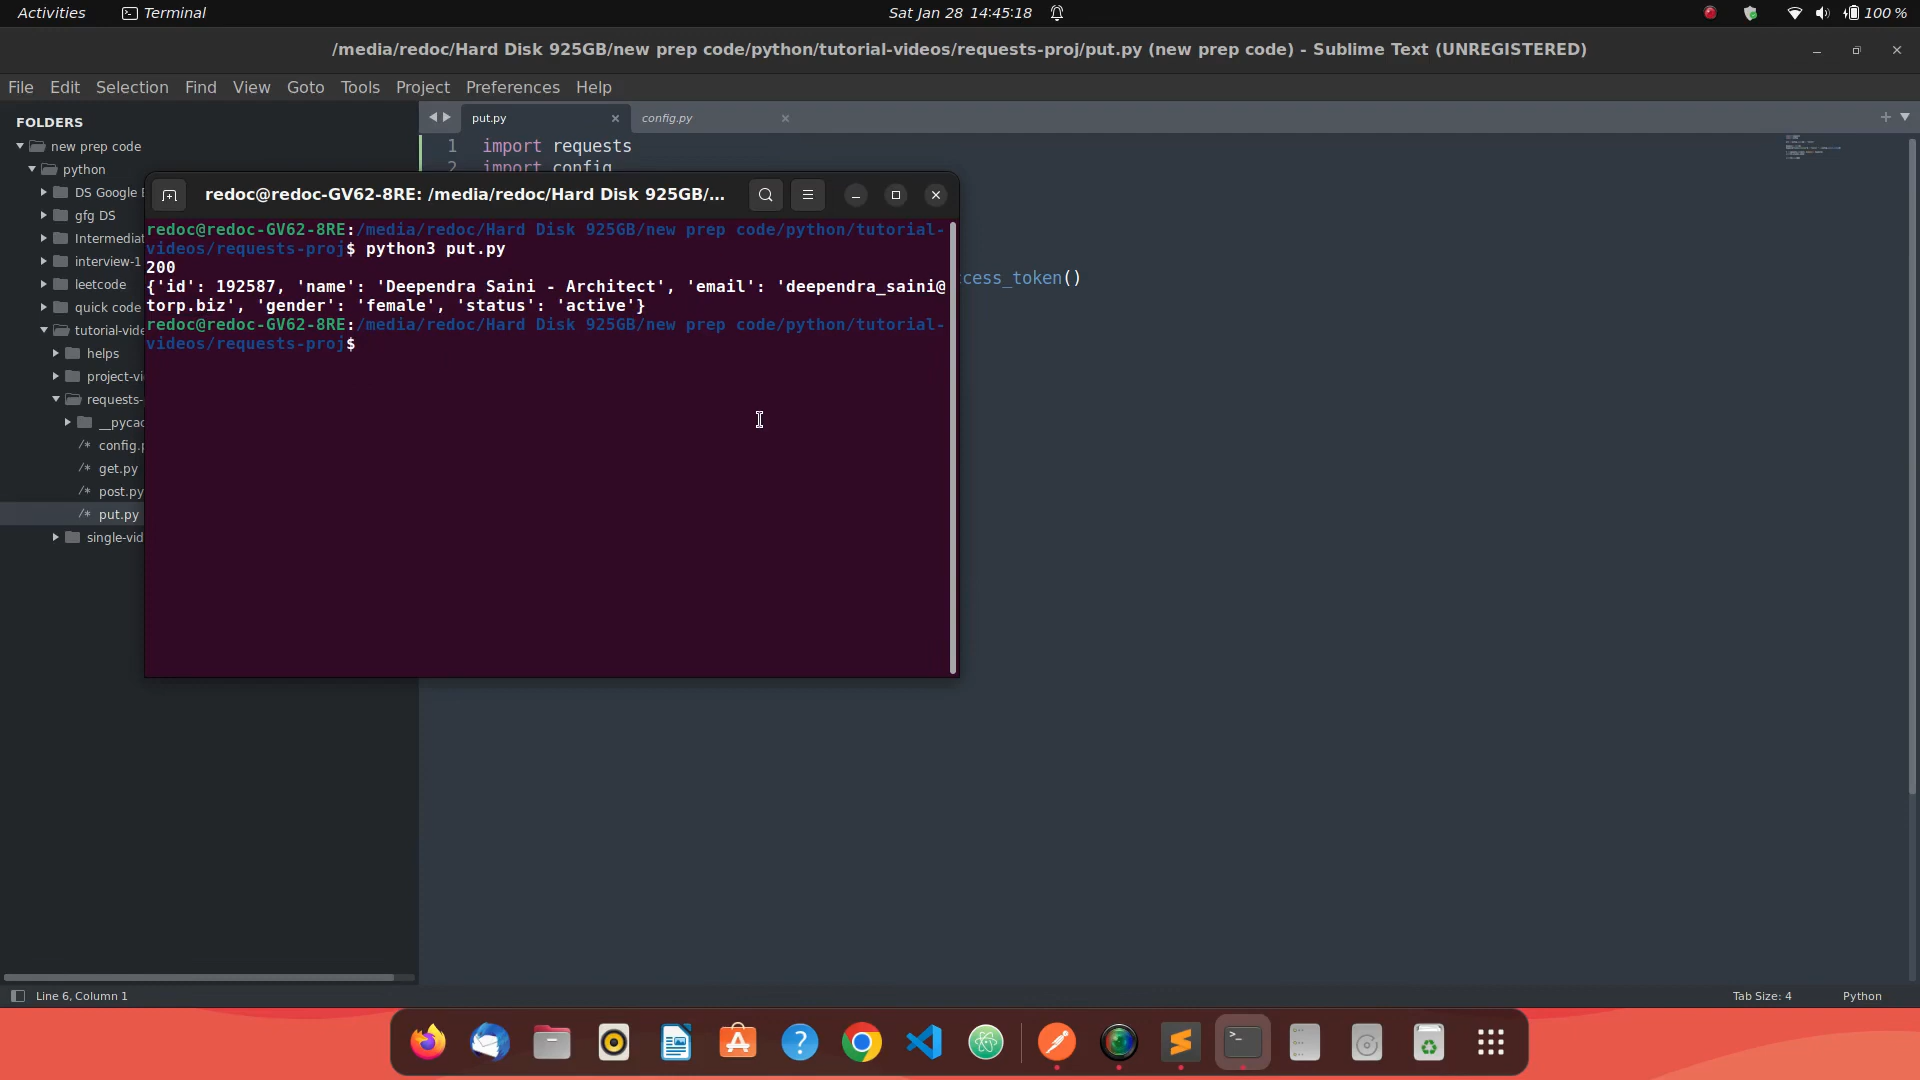 Activities
Terminal
Sat Jan 28 14:45:18
100 %
/media/redoc/Hard Disk 925GB/new prep code/python/tutorial-videos/requests-proj/put.py (new prep code) - Sublime Text (UNREGISTERED)
File Edit Selection Find View Goto Tools Project Preferences Help
FOLDERS
new prep code
python
DS Google
gfg DS
Intermediat
interview-1
leetcode
quick code
tutorial-vide
helps
project-vi
requests-
__pycac
config.p
get.py
post.py
put.py
single-vid
put.py
config.py
1 import requests
2 import config
redoc@redoc-GV62-8RE: /media/redoc/Hard Disk 925GB/...
redoc@redoc-GV62-8RE:/media/redoc/Hard Disk 925GB/new prep code/python/tutorial-
videos/requests-proj$ python3 put.py
200
{'id': 192587, 'name': 'Deependra Saini - Architect', 'email': 'deependra_saini@
torp.biz', 'gender': 'female', 'status': 'active'}
redoc@redoc-GV62-8RE:/media/redoc/Hard Disk 925GB/new prep code/python/tutorial-
videos/requests-proj$
ccess_token()
Line 6, Column 1
Tab Size: 4
Python